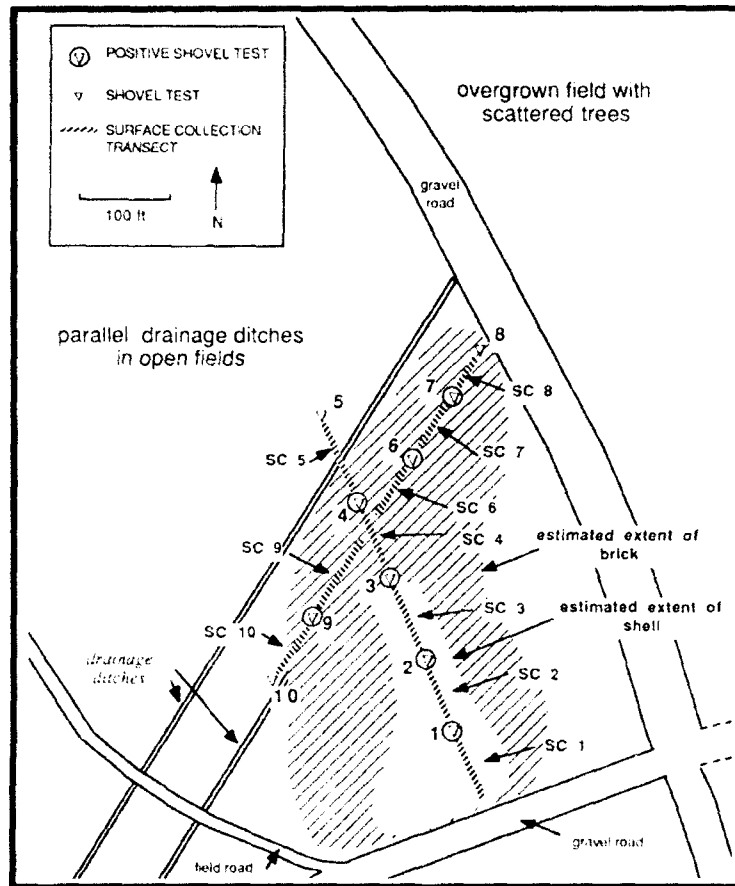 POSITIVE SHOVEL TEST
SHOVEL TEST
SURFACE COLLECTION
TRANSECT
100 ft
N
overgrown field with
scattered trees
gravel
road
parallel drainage ditches
in open fields
8
7
SC 8
5
6
SC 7
SC 5
4
SC 6
SC 4
SC 9
estimated extent of
brick
3
SC 3
estimated extent of
shell
9
SC 10
2
drainage
ditches
SC 2
10
1
SC 1
gravel road
field road